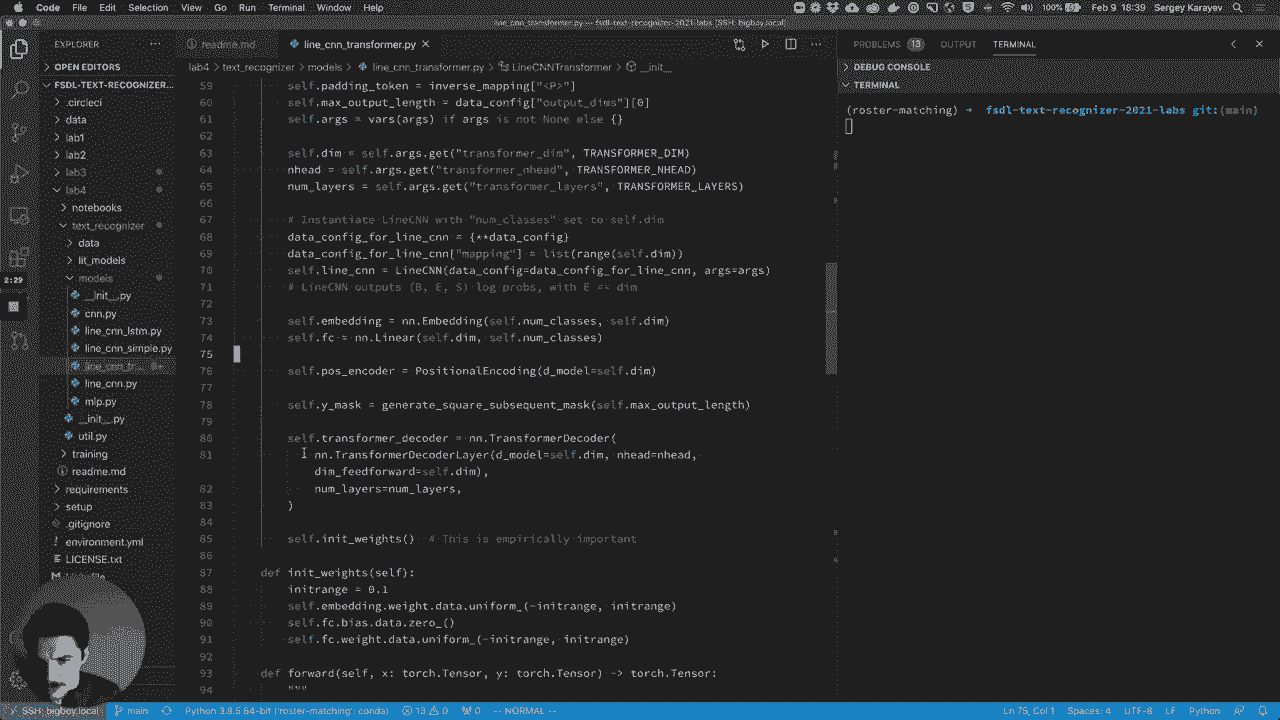 Code File Edit Selection View Go Run Terminal Window Help
100% Feb 9 18:39 Sergey Karayev
line_cnn_transformer.py — fsdl-text-recognizer-2021-labs [SSH: bigboy.local]
EXPLORER
OPEN EDITORS
FSDL-TEXT-RECOGNIZER...
.circleci
data
lab1
lab2
lab3
lab4
notebooks
text_recognizer
data
lit_models
models
__init__.py
cnn.py
line_cnn_lstm.py
line_cnn_simple.py
line_cnn_tr...
line_cnn.py
mlp.py
__init__.py
util.py
training
readme.md
requirements
setup
.gitignore
environment.yml
LICENSE.txt
2:29
readme.md
line_cnn_transformer.py
lab4 > text_recognizer > models > line_cnn_transformer.py > LineCNNTransformer > __init__
59 self.padding_token = inverse_mapping["<P>"]
60 self.max_output_length = data_config["output_dims"][0]
61 self.args = vars(args) if args is not None else {}
62
63 self.dim = self.args.get("transformer_dim", TRANSFORMER_DIM)
64 nhead = self.args.get("transformer_nhead", TRANSFORMER_NHEAD)
65 num_layers = self.args.get("transformer_layers", TRANSFORMER_LAYERS)
66
67 # Instantiate LineCNN with "num_classes" set to self.dim
68 data_config_for_line_cnn = {**data_config}
69 data_config_for_line_cnn["mapping"] = list(range(self.dim))
70 self.line_cnn = LineCNN(data_config=data_config_for_line_cnn, args=args)
71 # LineCNN outputs (B, E, S) log probs, with E == dim
72
73 self.embedding = nn.Embedding(self.num_classes, self.dim)
74 self.fc = nn.Linear(self.dim, self.num_classes)
75
76 self.pos_encoder = PositionalEncoding(d_model=self.dim)
77
78 self.y_mask = generate_square_subsequent_mask(self.max_output_length)
79
80 self.transformer_decoder = nn.TransformerDecoder(
81 nn.TransformerDecoderLayer(d_model=self.dim, nhead=nhead,
dim_feedforward=self.dim),
82 num_layers=num_layers,
83 )
84
85 self.init_weights() # This is empirically important
86
87 def init_weights(self):
88 initrange = 0.1
89 self.embedding.weight.data.uniform_(-initrange, initrange)
90 self.fc.bias.data.zero_()
91 self.fc.weight.data.uniform_(-initrange, initrange)
92
93 def forward(self, x: torch.Tensor, y: torch.Tensor) -> torch.Tensor:
94 """
PROBLEMS 13 OUTPUT TERMINAL
DEBUG CONSOLE
TERMINAL
(roster-matching) → fsdl-text-recognizer-2021-labs git:(main)
SSH: bigboy.local main Python 3.8.5 64-bit ('roster-matching': conda) 13 0 0 -- NORMAL -- Ln 75, Col 1 Spaces: 4 UTF-8 LF Python